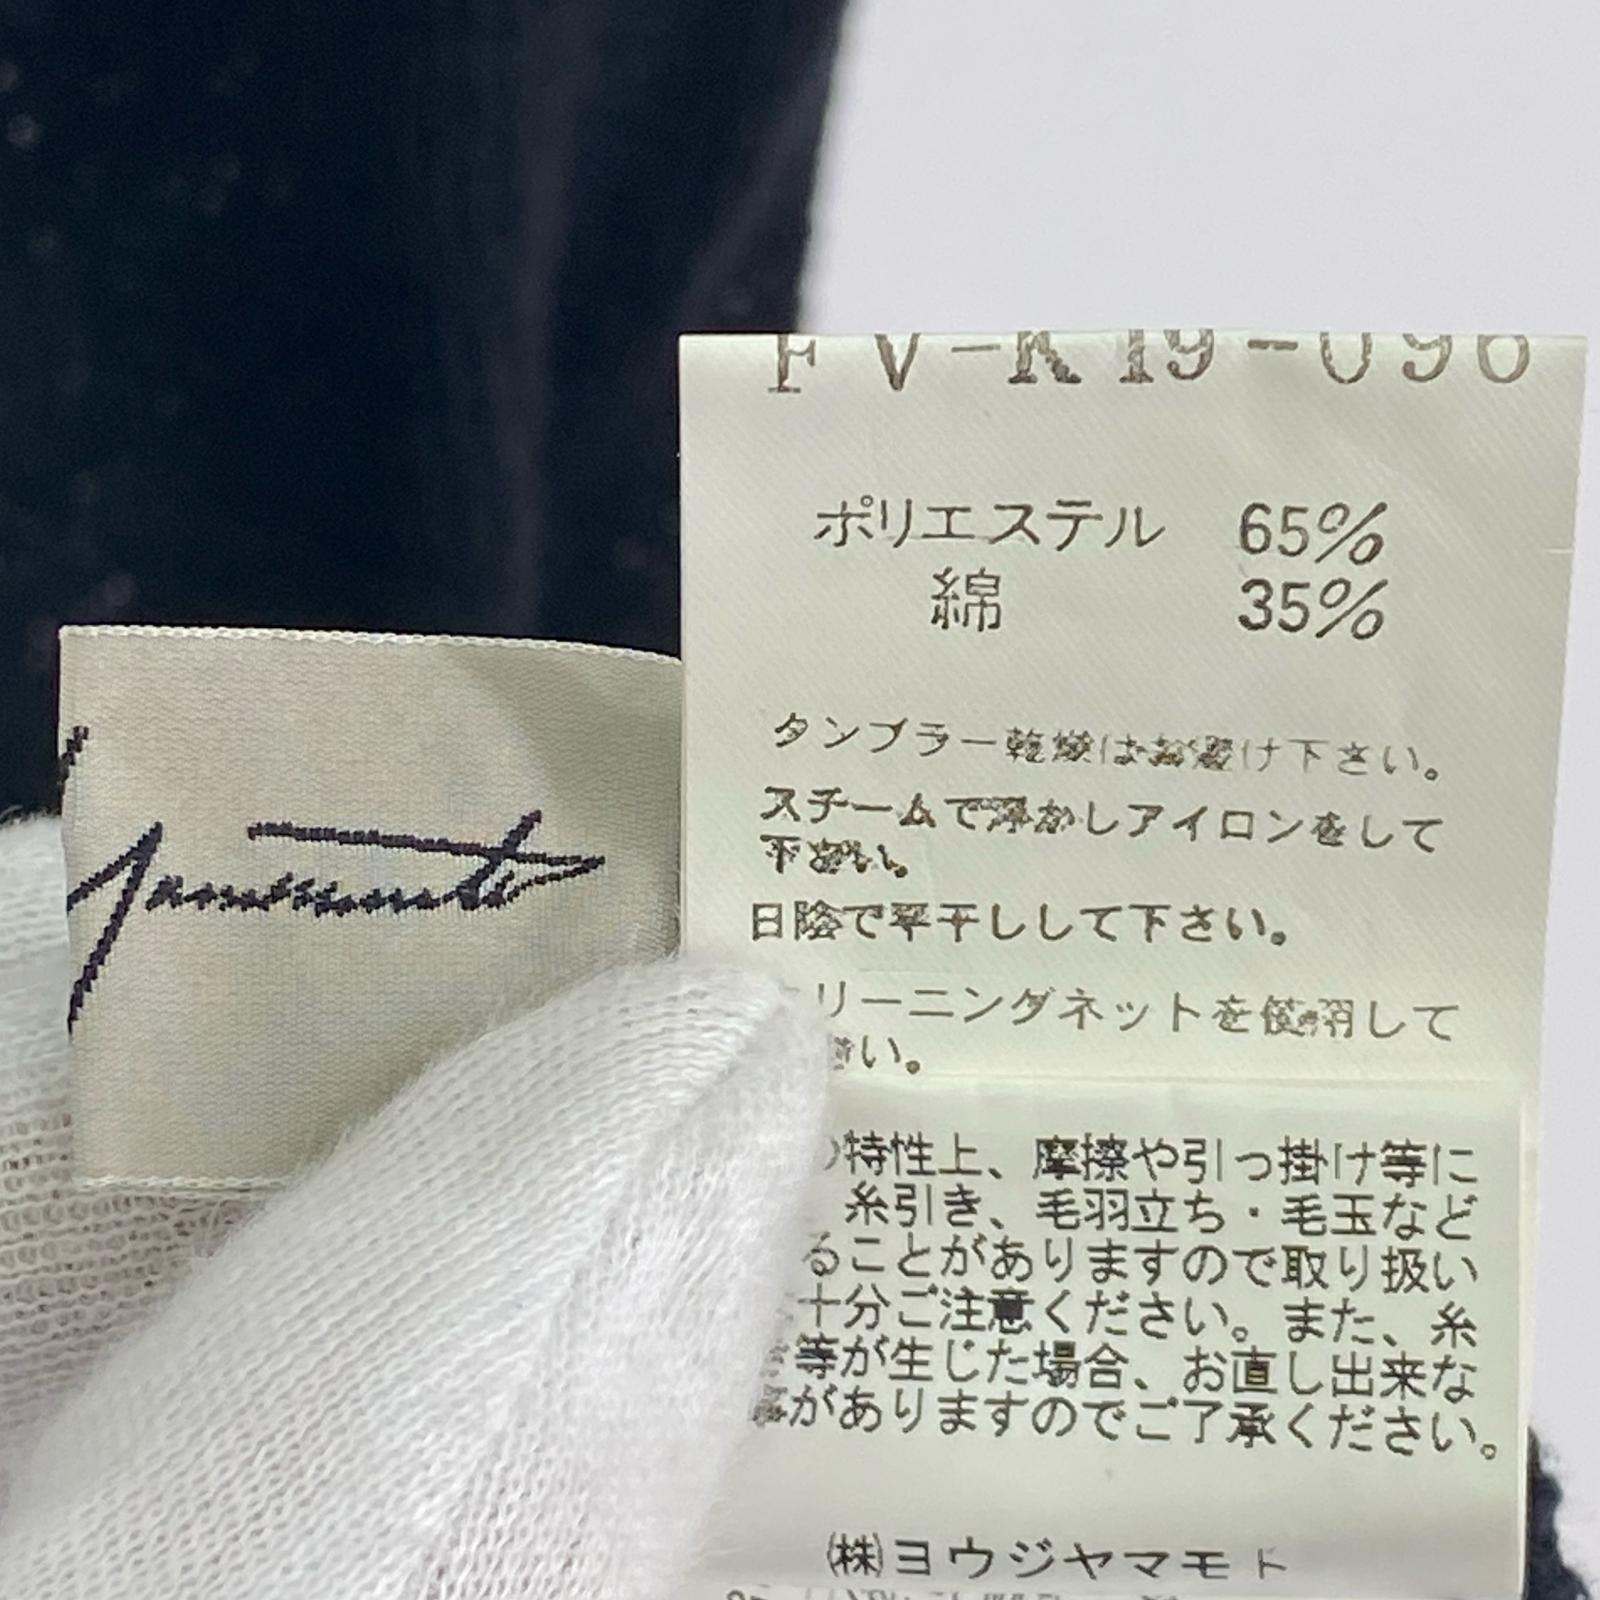 FV-K19-096
ポリエステル 65%
綿 35%
タンブラー乾燥はお避け下さい。
スチームで浮かしアイロンをして
下さい。
日陰で平干しして下さい。
リーニングネットを使用して
さい。
特性上、摩擦や引っ掛け等に
糸引き、毛羽立ち・毛玉など
ることがありますので取り扱い
十分ご注意ください。また、糸
等が生じた場合、お直し出来な
がありますのでご了承ください。
㈱ヨウジヤマモト
Yamamoto